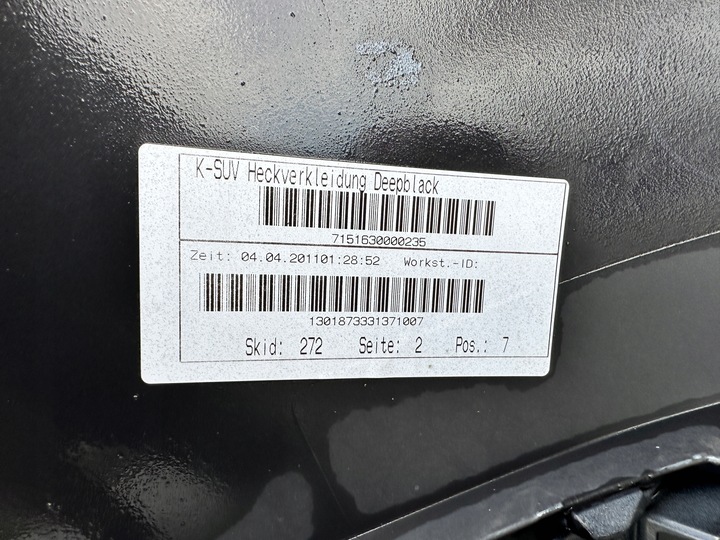 K-SUV Heckverkleidung Deepblack
7151630000235
Zeit: 04.04.201101:28:52 Workst.-ID:
1301873331371007
Skid: 272 Seite: 2 Pos.: 7